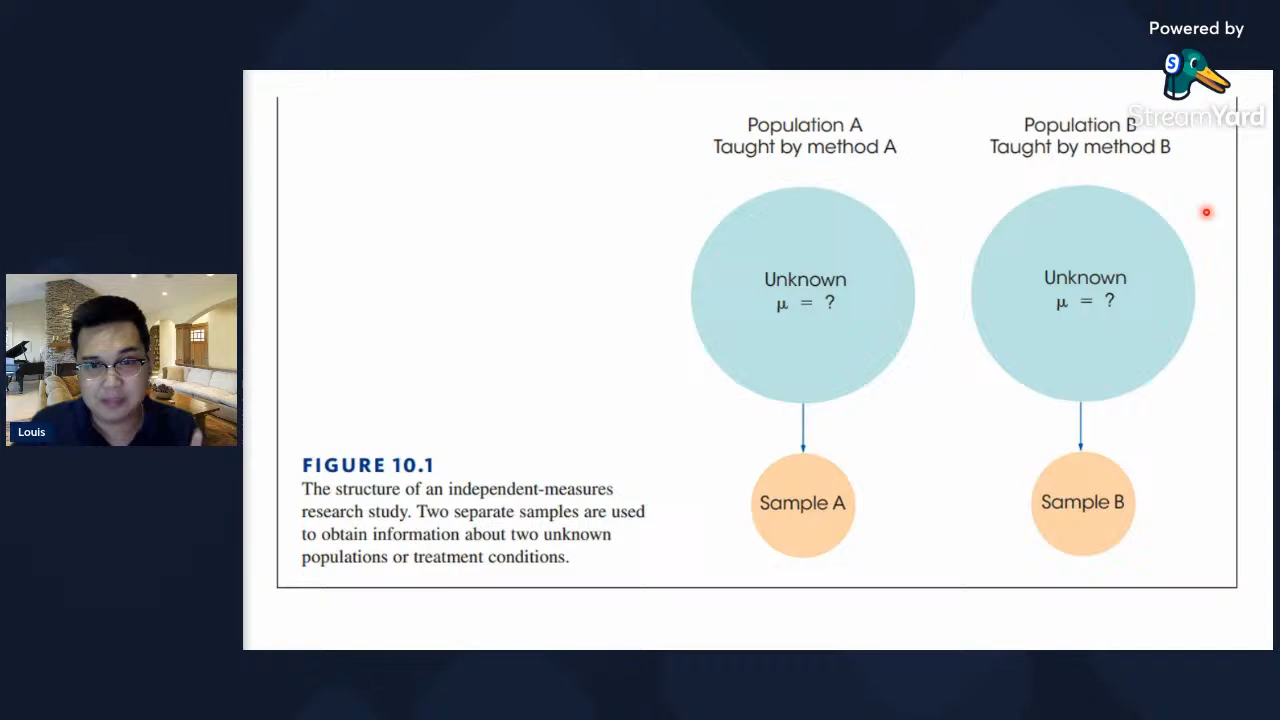 Powered by
S
StreamYard
Population A
Taught by method A
Population B
Taught by method B
Unknown
μ = ?
Unknown
μ = ?
Louis
FIGURE 10.1
The structure of an independent-measures
research study. Two separate samples are used
to obtain information about two unknown
populations or treatment conditions.
Sample A
Sample B